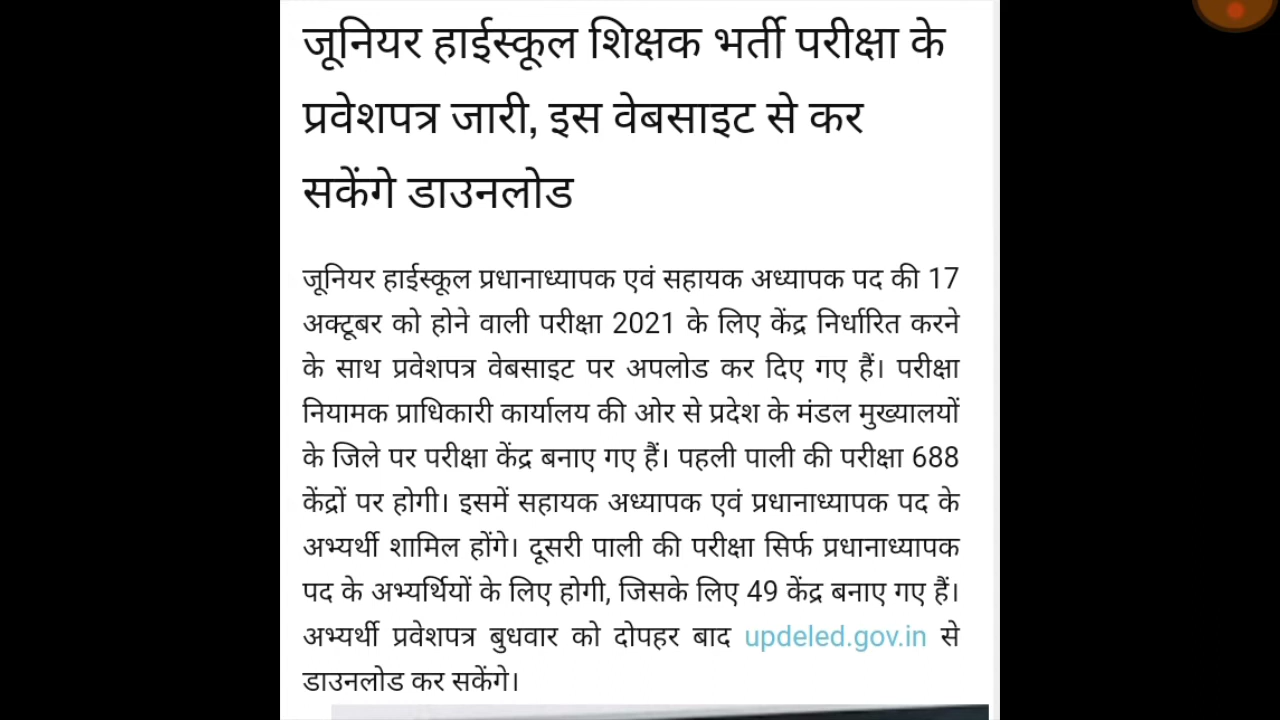 जूनियर हाईस्कूल शिक्षक भर्ती परीक्षा के
प्रवेशपत्र जारी, इस वेबसाइट से कर
सकेंगे डाउनलोड
जूनियर हाईस्कूल प्रधानाध्यापक एवं सहायक अध्यापक पद की 17
अक्टूबर को होने वाली परीक्षा 2021 के लिए केंद्र निर्धारित करने
के साथ प्रवेशपत्र वेबसाइट पर अपलोड कर दिए गए हैं। परीक्षा
नियामक प्राधिकारी कार्यालय की ओर से प्रदेश के मंडल मुख्यालयों
के जिले पर परीक्षा केंद्र बनाए गए हैं। पहली पाली की परीक्षा 688
केंद्रों पर होगी। इसमें सहायक अध्यापक एवं प्रधानाध्यापक पद के
अभ्यर्थी शामिल होंगे। दूसरी पाली की परीक्षा सिर्फ प्रधानाध्यापक
पद के अभ्यर्थियों के लिए होगी, जिसके लिए 49 केंद्र बनाए गए हैं।
अभ्यर्थी प्रवेशपत्र बुधवार को दोपहर बाद updeled.gov.in से
डाउनलोड कर सकेंगे।